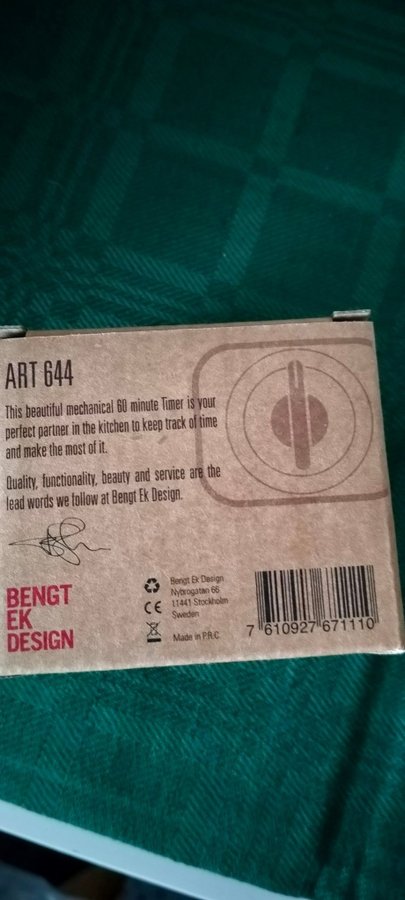 ART 644
This beautiful mechanical 60 minute Timer is your
perfect partner in the kitchen to keep track of time
and make the most of it.
Quality, functionality, beauty and service are the
lead words we follow at Bengt Ek Design.
BENGT
EK
DESIGN
Bengt Ek Design
Nybrogatan 66
11441 Stockholm
Sweden
CE
Made in P.R.C.
7 610927 671110